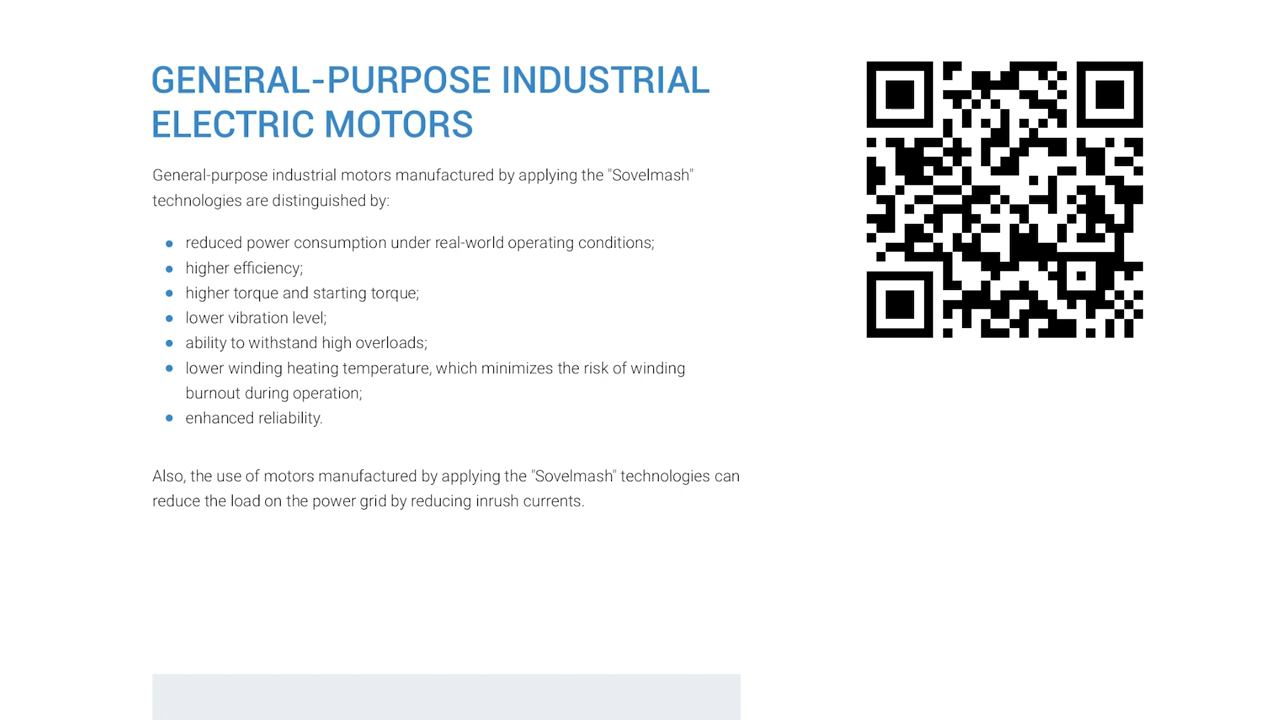 GENERAL-PURPOSE INDUSTRIAL
ELECTRIC MOTORS
General-purpose industrial motors manufactured by applying the "Sovelmash"
technologies are distinguished by:
reduced power consumption under real-world operating conditions;
higher efficiency;
higher torque and starting torque;
lower vibration level;
ability to withstand high overloads;
lower winding heating temperature, which minimizes the risk of winding
burnout during operation;
enhanced reliability.
Also, the use of motors manufactured by applying the "Sovelmash" technologies can
reduce the load on the power grid by reducing inrush currents.